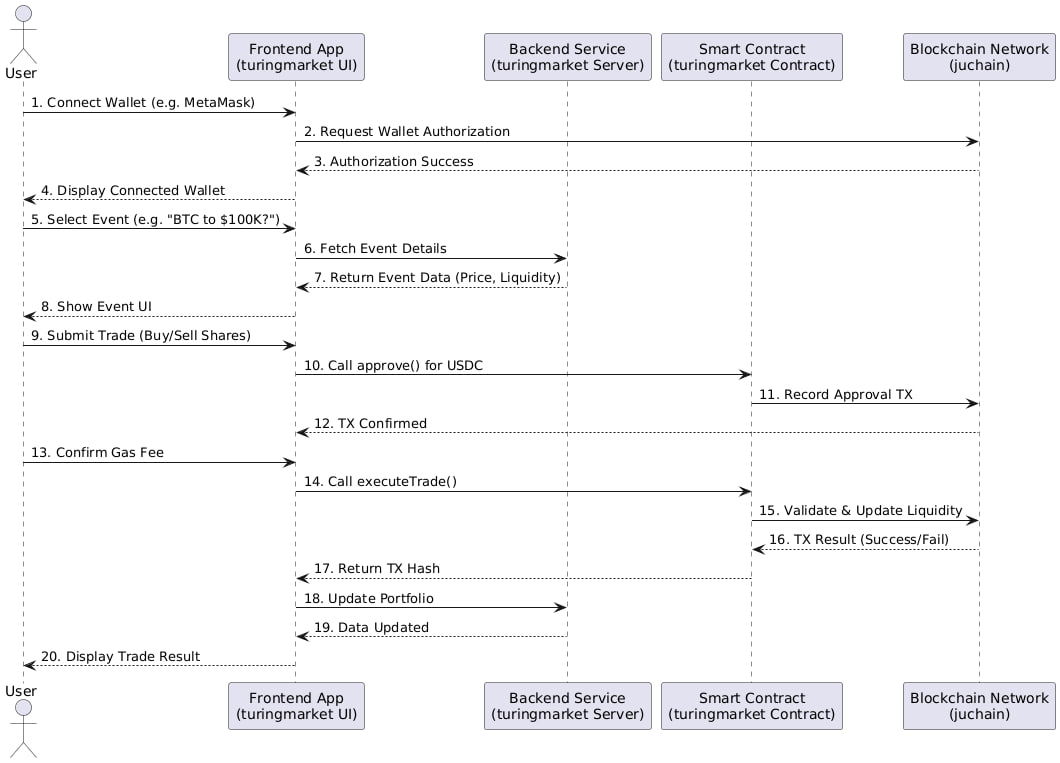 User
Frontend App
(turingmarket UI)
Backend Service
(turingmarket Server)
Smart Contract
(turingmarket Contract)
Blockchain Network
(juchain)
1. Connect Wallet (e.g. MetaMask)
2. Request Wallet Authorization
3. Authorization Success
4. Display Connected Wallet
5. Select Event (e.g. "BTC to $100K?")
6. Fetch Event Details
7. Return Event Data (Price, Liquidity)
8. Show Event UI
9. Submit Trade (Buy/Sell Shares)
10. Call approve() for USDC
11. Record Approval TX
12. TX Confirmed
13. Confirm Gas Fee
14. Call executeTrade()
15. Validate & Update Liquidity
16. TX Result (Success/Fail)
17. Return TX Hash
18. Update Portfolio
19. Data Updated
20. Display Trade Result
User
Frontend App
(turingmarket UI)
Backend Service
(turingmarket Server)
Smart Contract
(turingmarket Contract)
Blockchain Network
(juchain)